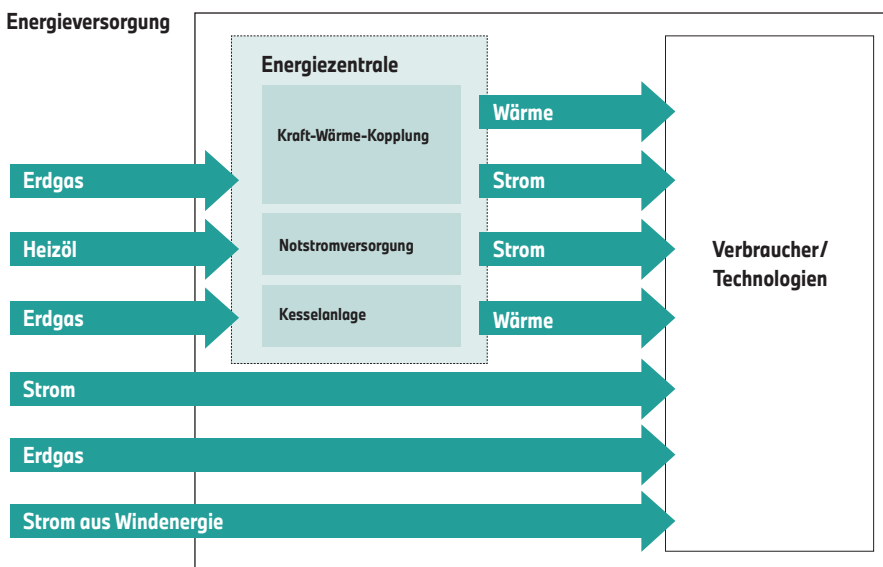 Energieversorgung
Energiezentrale
Kraft-Wärme-Kopplung
Notstromversorgung
Kesselanlage
Erdgas
Heizöl
Erdgas
Strom
Erdgas
Strom aus Windenergie
Wärme
Strom
Strom
Wärme
Verbraucher/
Technologien